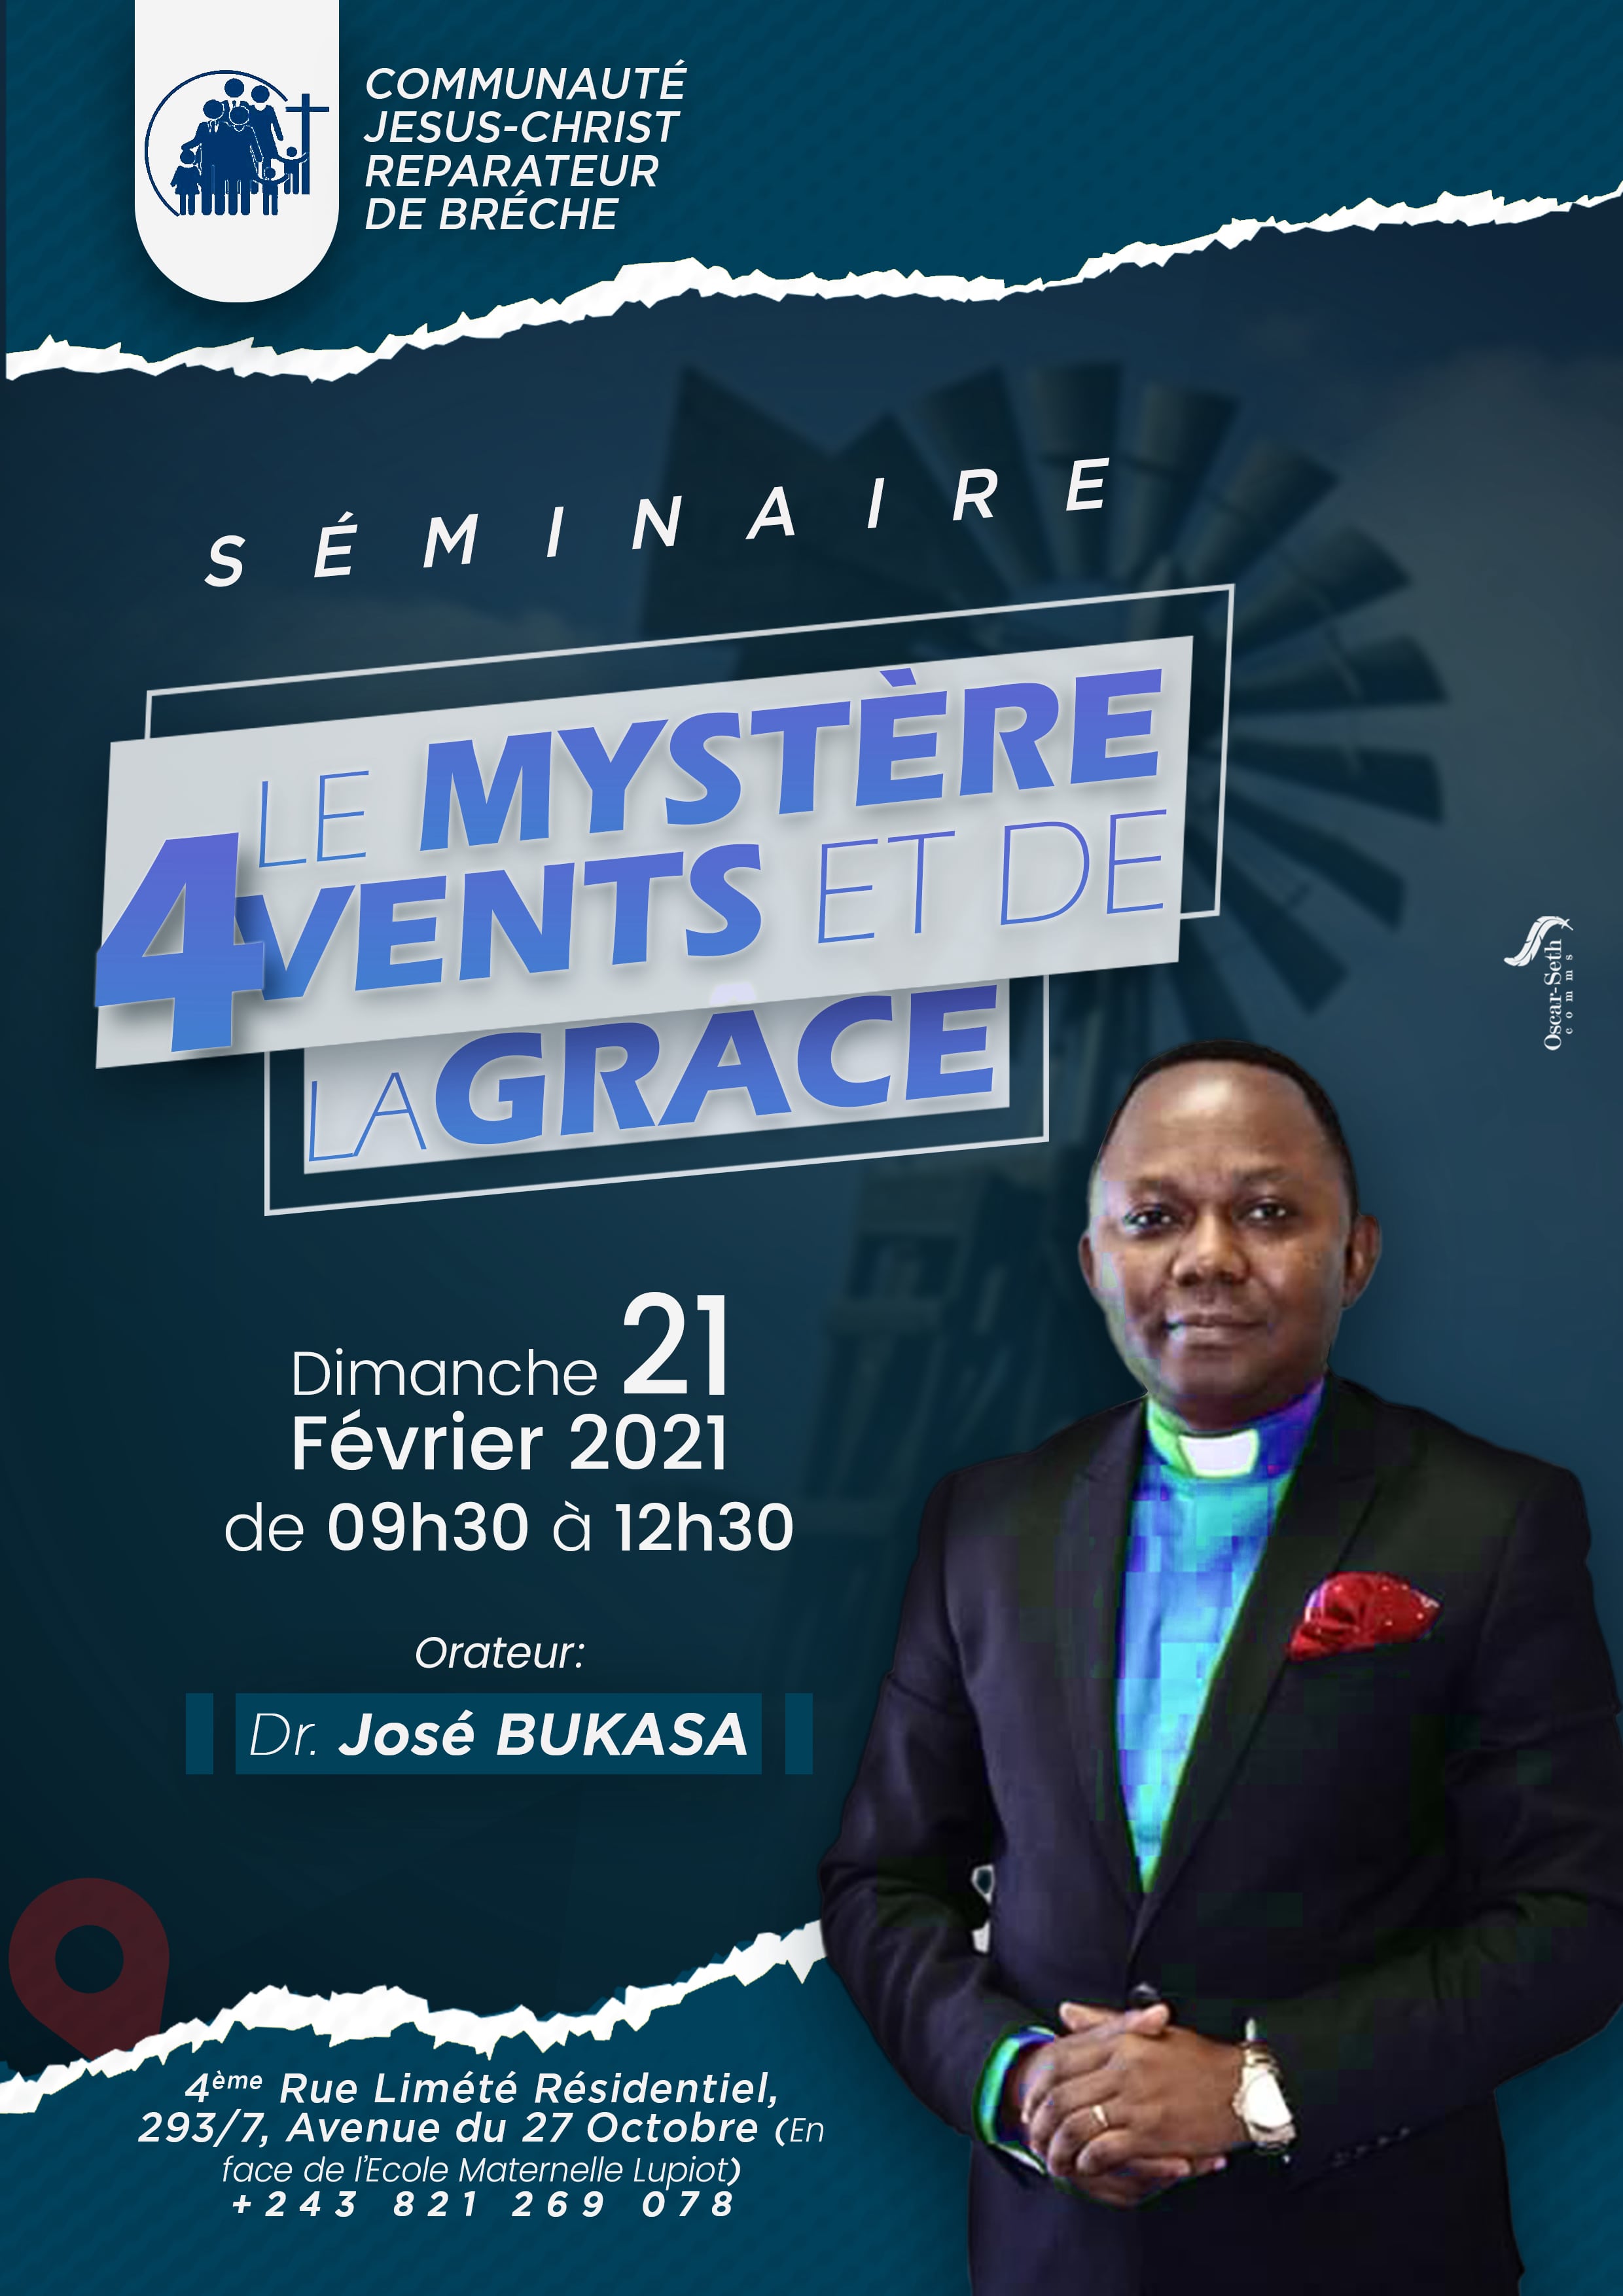 COMMUNAUTÉ
JESUS-CHRIST
REPARATEUR
DE BRÉCHE
SÉMINAIRE
LE MYSTÈRE
4 VENTS ET DE
LA GRÂCE
Oscar-Seth
comms
Dimanche 21
Février 2021
de 09h30 à 12h30
Orateur:
Dr. José BUKASA
4ème Rue Limété Résidentiel,
293/7, Avenue du 27 Octobre (En
face de l'Ecole Maternelle Lupiot)
+243 821 269 078